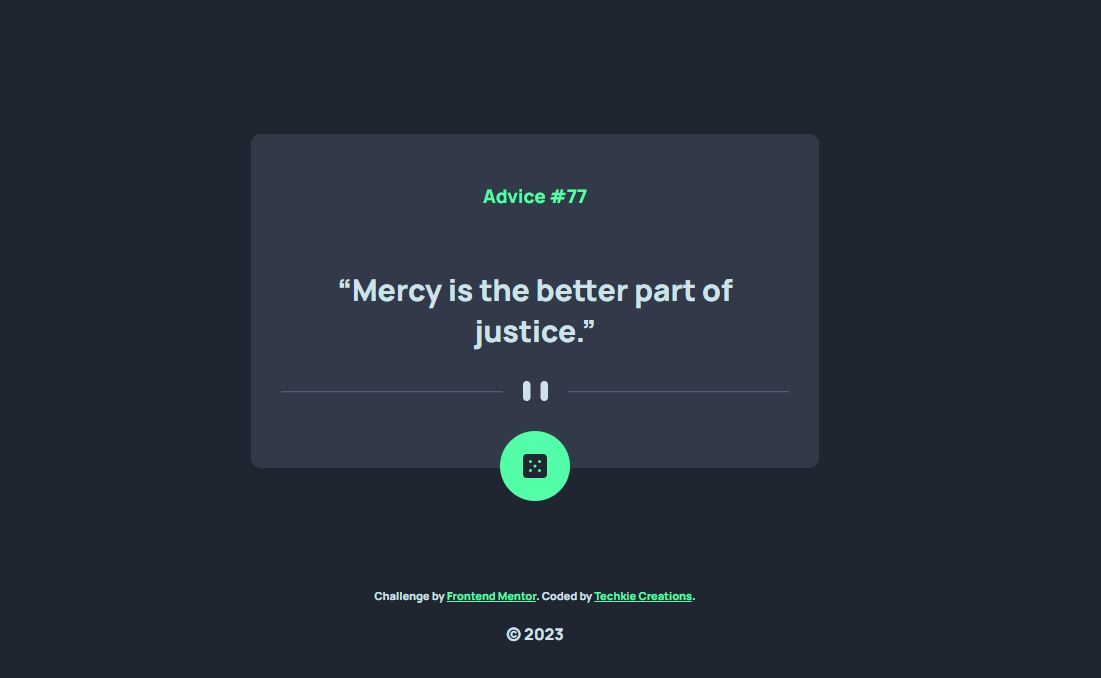 Advice #77
“Mercy is the better part of
justice.”
Challenge by Frontend Mentor. Coded by Techkie Creations.
© 2023